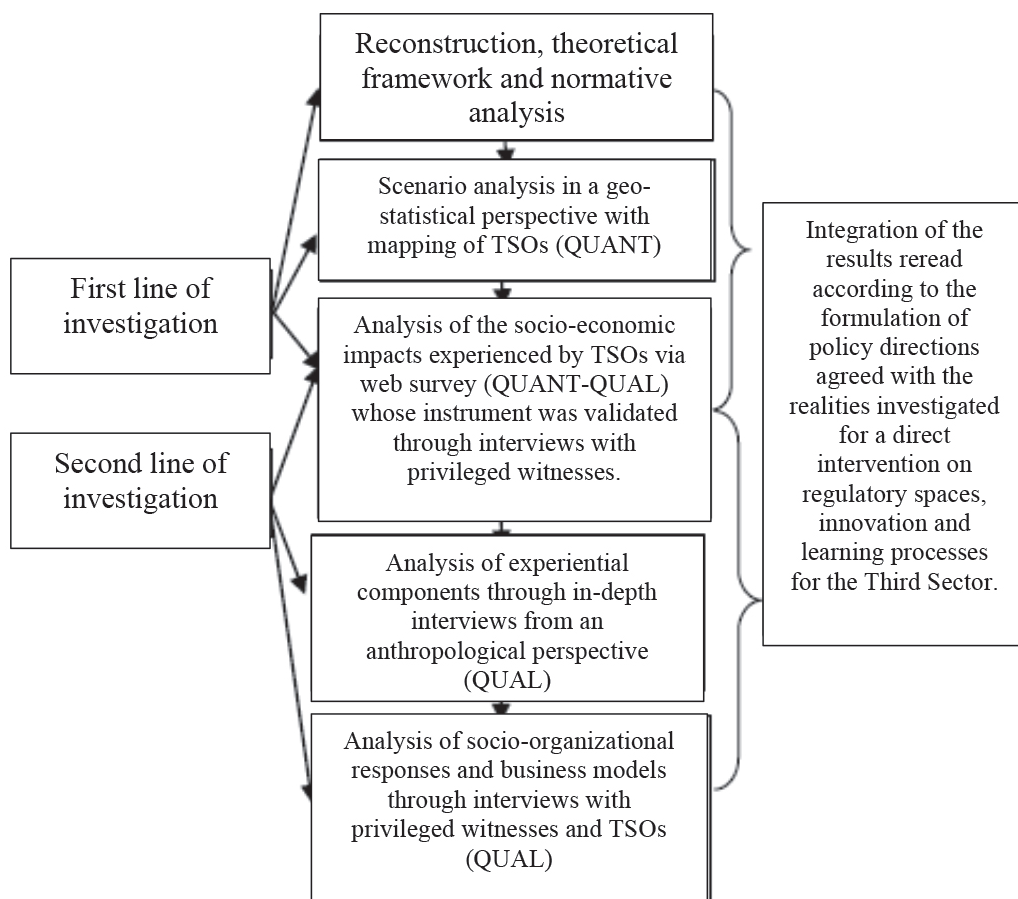 Reconstruction, theoretical
framework and normative
analysis
Scenario analysis in a geo-
statistical perspective with
mapping of TSOs (QUANT)
First line of
investigation
Analysis of the socio-economic
impacts experienced by TSOs via
web survey (QUANT-QUAL)
whose instrument was validated
through interviews with
privileged witnesses.
Second line of
investigation
Analysis of experiential
components through in-depth
interviews from an
anthropological perspective
(QUAL)
Analysis of socio-organizational
responses and business models
through interviews with
privileged witnesses and TSOs
(QUAL)
Integration of the
results reread
according to the
formulation of
policy directions
agreed with the
realities investigated
for a direct
intervention on
regulatory spaces,
innovation and
learning processes
for the Third Sector.